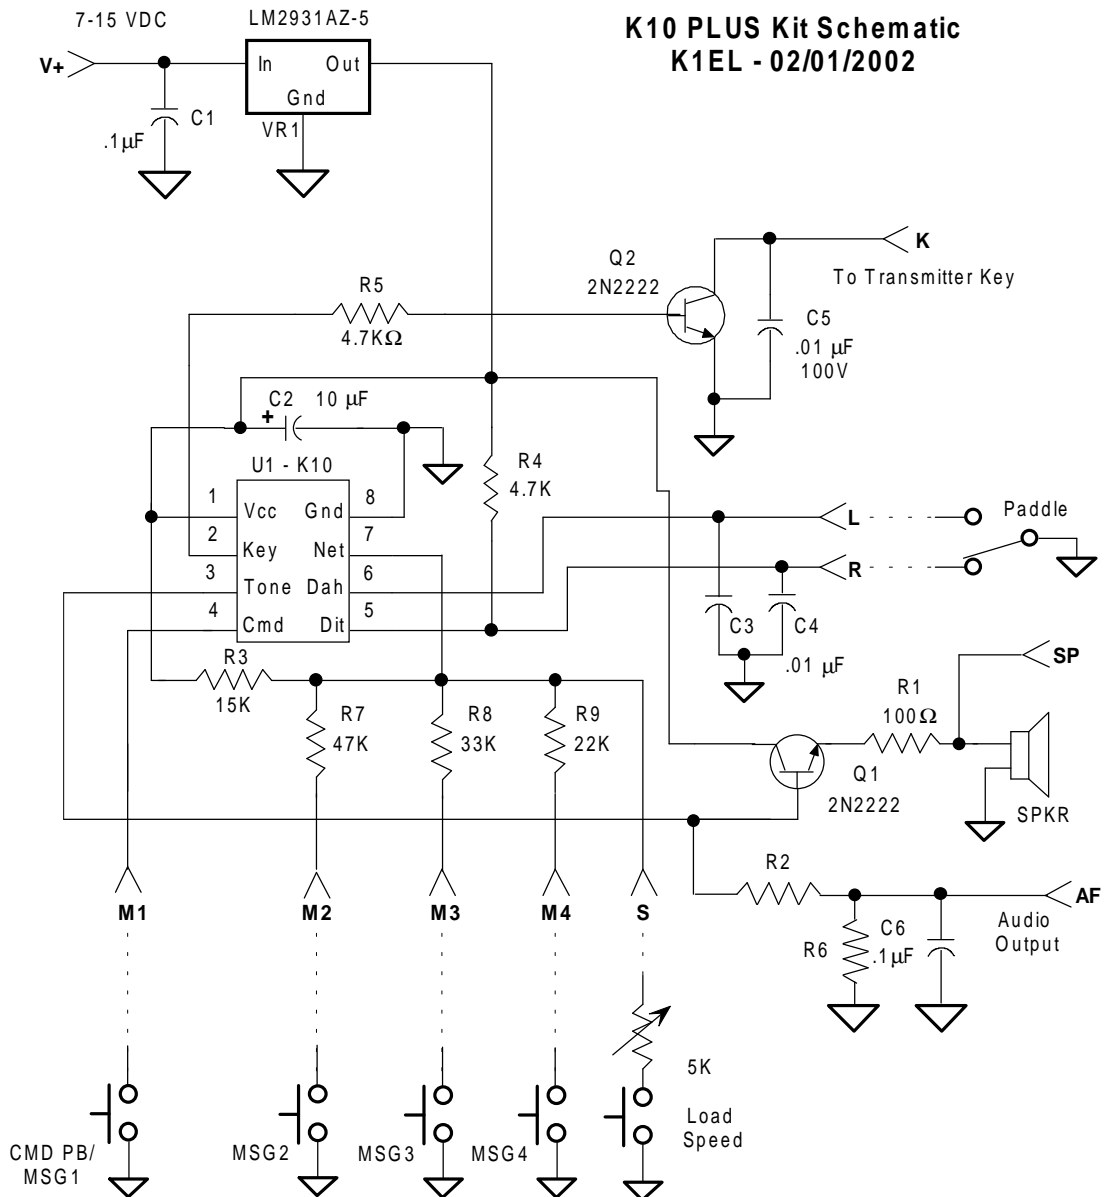 K10 PLUS Kit Schematic
K1EL - 02/01/2002
7-15 VDC
LM2931AZ-5
V+
In
Out
Gnd
VR1
C1
.1µF
K
To Transmitter Key
Q2
2N2222
R5
4.7KΩ
C5
.01 µF
100V
C2
10 µF
+
U1 - K10
R4
4.7K
1
Vcc
Gnd
8
2
Key
Net
7
3
Tone
Dah
6
4
Cmd
Dit
5
L
R
Paddle
C3
C4
.01 µF
SP
R3
15K
R7
47K
R8
33K
R9
22K
R1
100Ω
Q1
2N2222
SPKR
R2
AF
Audio
Output
R6
C6
.1µF
M1
M2
M3
M4
S
5K
Load
Speed
CMD PB/
MSG1
MSG2
MSG3
MSG4